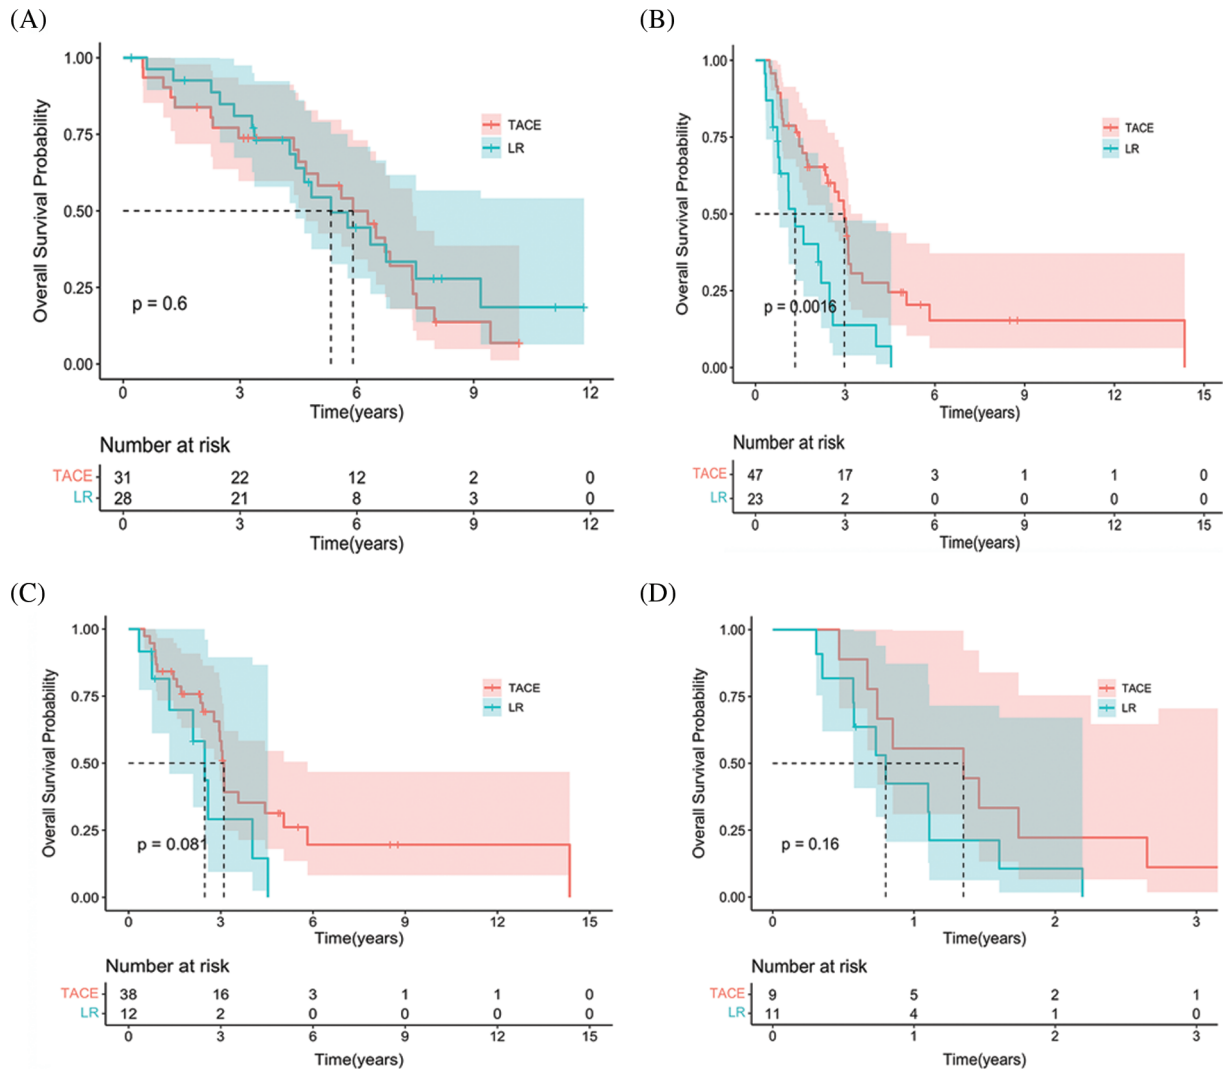 (A)
Overall Survival Probability
1.00
0.75
0.50
0.25
0.00
TACE
LR
p = 0.6
0 3 6 9 12
Time(years)
Number at risk
TACE 31 22 12 2 0
LR 28 21 8 3 0
0 3 6 9 12
Time(years)
(B)
Overall Survival Probability
1.00
0.75
0.50
0.25
0.00
TACE
LR
p = 0.0016
0 3 6 9 12 15
Time(years)
Number at risk
TACE 47 17 3 1 1 0
LR 23 2 0 0 0 0
0 3 6 9 12 15
Time(years)
(C)
Overall Survival Probability
1.00
0.75
0.50
0.25
0.00
TACE
LR
p = 0.081
0 3 6 9 12 15
Time(years)
Number at risk
TACE 38 16 3 1 1 0
LR 12 2 0 0 0 0
0 3 6 9 12 15
Time(years)
(D)
Overall Survival Probability
1.00
0.75
0.50
0.25
0.00
TACE
LR
p = 0.16
0 1 2 3
Time(years)
Number at risk
TACE 9 5 2 1
LR 11 4 1 0
0 1 2 3
Time(years)